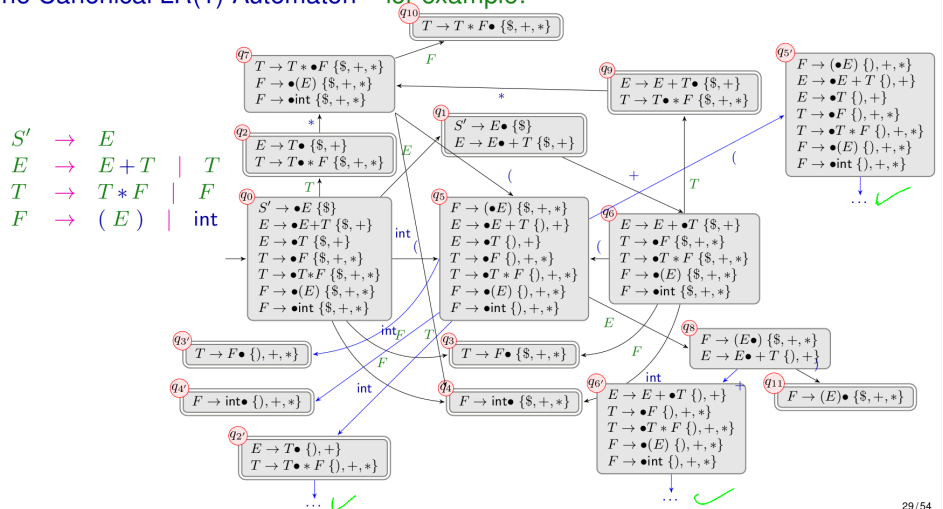 The Canonical LR(1) Automaton – for example:
S′ → E
E → E + T | T
T → T ∗ F | F
F → ( E ) | int
q10
T → T ∗ F• {$, +, ∗}
q7
T → T ∗ •F {$, +, ∗}
F → •(E) {$, +, ∗}
F → •int {$, +, ∗}
F
q9
E → E + T• {$, +}
T → T• ∗ F {$, +, ∗}
∗
q5′
F → (•E) {), +, ∗}
E → •E + T {), +}
E → •T {), +}
T → •F {), +, ∗}
T → •T ∗ F {), +, ∗}
F → •(E) {), +, ∗}
F → •int {), +, ∗}
...
q2
E → T• {$, +}
T → T• ∗ F {$, +, ∗}
∗
q1
S′ → E• {$}
E → E• + T {$, +}
E
(
+
T
(
T
q0
S′ → •E {$}
E → •E+T {$, +}
E → •T {$, +}
T → •F {$, +, ∗}
T → •T∗F {$, +, ∗}
F → •(E) {$, +, ∗}
F → •int {$, +, ∗}
int
(
q5
F → (•E) {$, +, ∗}
E → •E + T {), +}
E → •T {), +}
T → •F {), +, ∗}
T → •T ∗ F {), +, ∗}
F → •(E) {), +, ∗}
F → •int {), +, ∗}
(
q6
E → E + •T {$, +}
T → •F {$, +, ∗}
T → •T ∗ F {$, +, ∗}
F → •(E) {$, +, ∗}
F → •int {$, +, ∗}
q3′
T → F• {), +, ∗}
int
F
F
T
q3
T → F• {$, +, ∗}
E
F
q8
F → (E•) {$, +, ∗}
E → E• + T {), +}
)
q4′
F → int• {), +, ∗}
int
q4
F → int• {$, +, ∗}
int
+
q6′
E → E + •T {), +}
T → •F {), +, ∗}
T → •T ∗ F {), +, ∗}
F → •(E) {), +, ∗}
F → •int {), +, ∗}
...
q11
F → (E)• {$, +, ∗}
q2′
E → T• {), +}
T → T• ∗ F {), +, ∗}
...
29/54